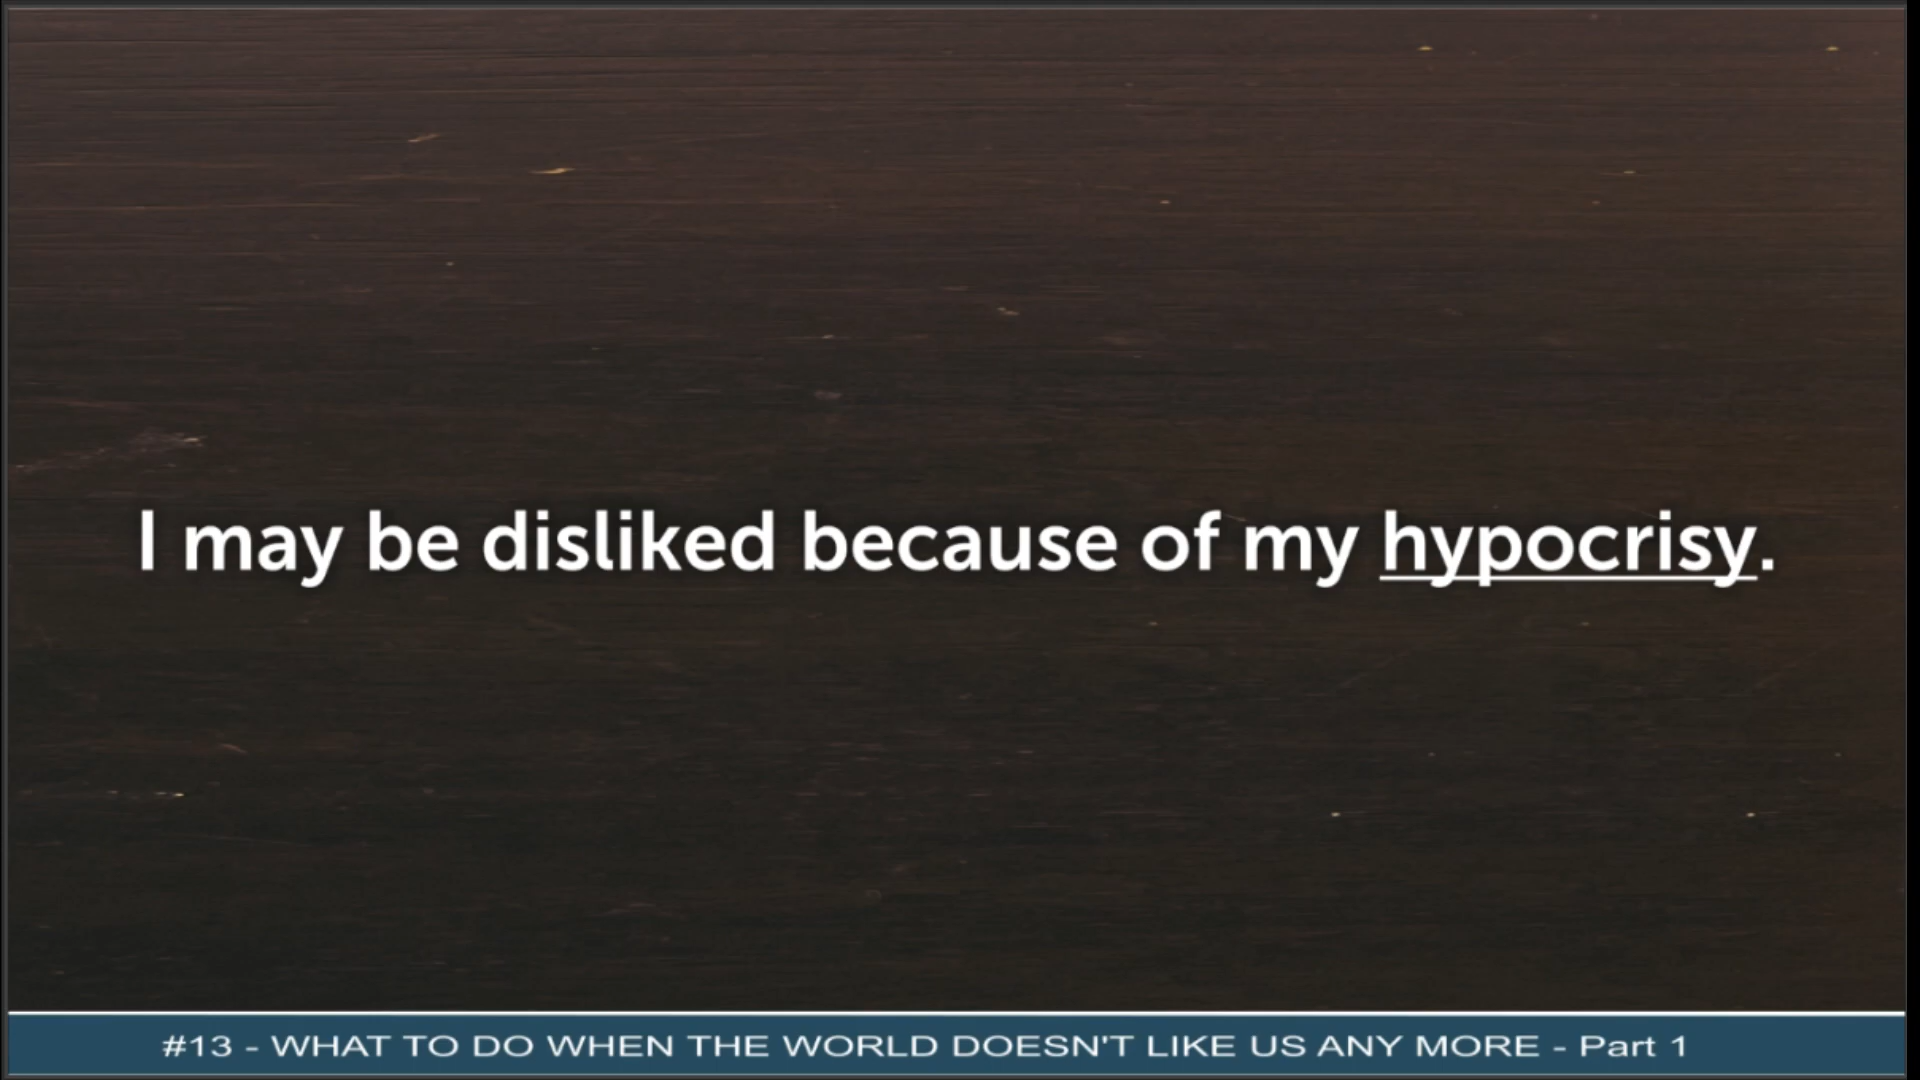 I may be disliked because of my hypocrisy.
#13 - WHAT TO DO WHEN THE WORLD DOESN'T LIKE US ANY MORE - Part 1